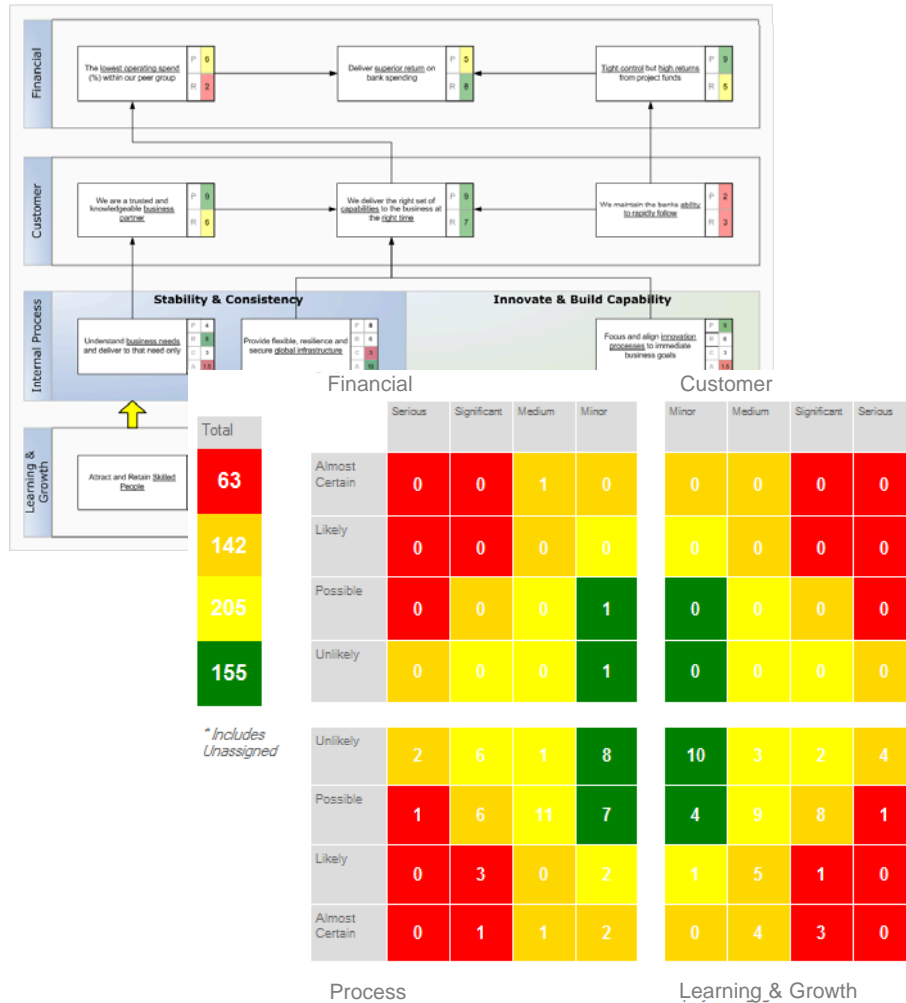 Financial
The lowest operating spend
(%) within our peer group
P 6
R 2
Deliver superior return on
bank spending
P 5
R 8
Tight control but high returns
from project funds
P 9
R 5
Customer
We are a trusted and
knowledgeable business
partner
P 9
R 6
We deliver the right set of
capabilities to the business at
the right time
P 9
R 7
We maintain the banks ability
to rapidly follow
P 2
R 3
Internal Process
Stability & Consistency
Innovate & Build Capability
Understand business needs
and deliver to that need only
P 4
C 3
Provide flexible, resilience and
secure global infrastructure
P
C 3
Focus and align innovation
processes to immediate
business goals
P
R 6
C 3
Learning &
Growth
Attract and Retain Skilled
People
Total
63
142
205
155
* Includes
Unassigned
Financial
Customer
Serious Significant Medium Minor Minor Medium Significant Serious
Almost
Certain
0 0 1 0 0 0 0 0
Likely
0 0 0 0 0 0 0 0
Possible
0 0 0 1 0 0 0 0
Unlikely
0 0 0 1 0 0 0 0
Unlikely
2 6 1 8 10 3 2 4
Possible
1 6 11 7 4 9 8 1
Likely
0 3 0 2 1 5 1 0
Almost
Certain
0 1 1 2 0 4 3 0
Process
Learning & Growth